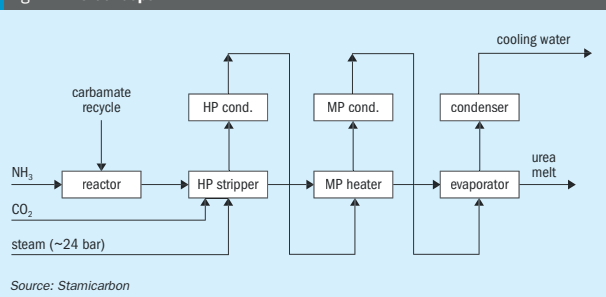 cooling water
carbamate
recycle
HP cond.
MP cond.
condenser
NH₃
reactor
HP stripper
MP heater
evaporator
urea
melt
CO₂
steam (~24 bar)
Source: Stamicarbon